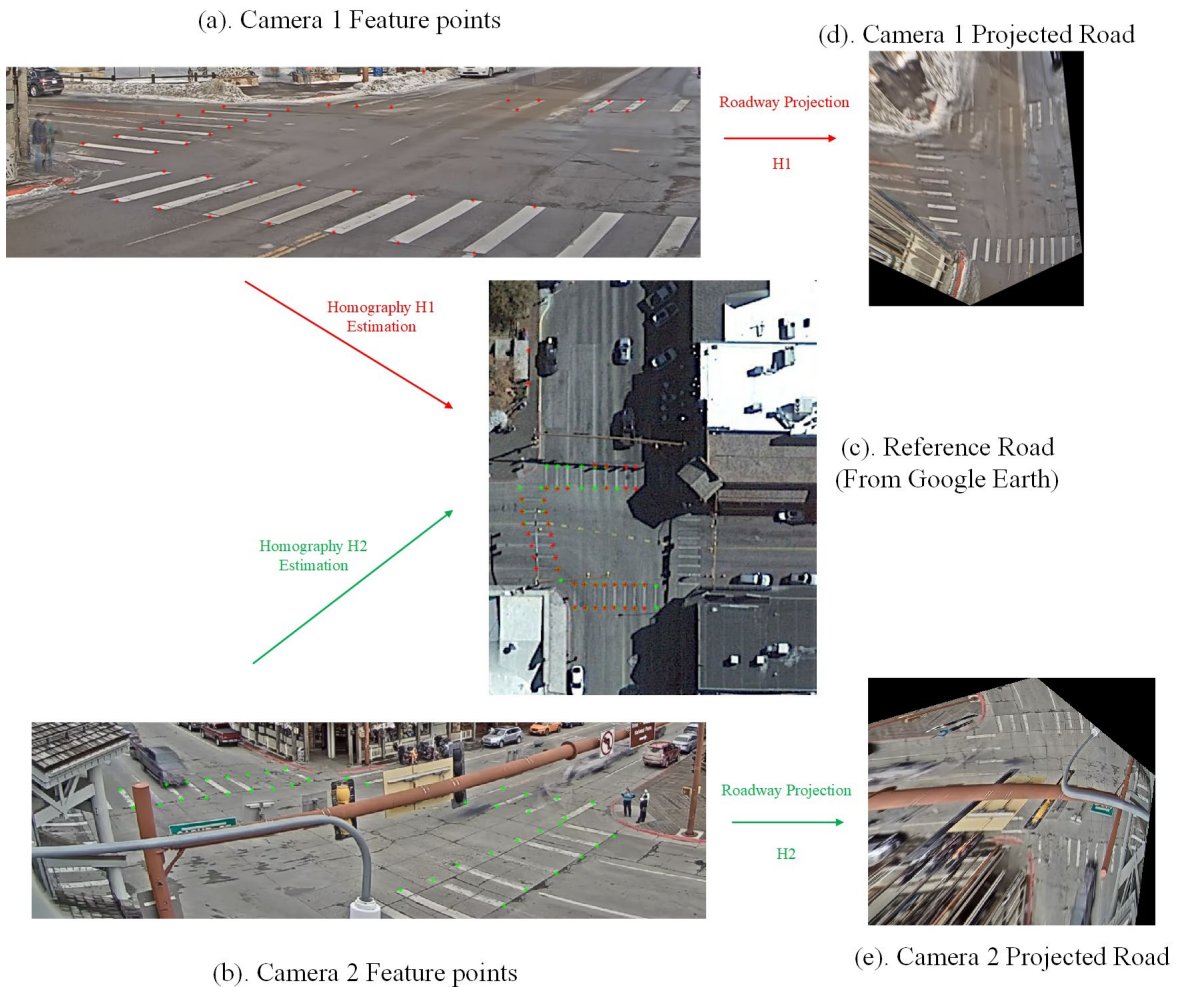 (a). Camera 1 Feature points
(d). Camera 1 Projected Road
Roadway Projection
H1
Homography H1
Estimation
(c). Reference Road
(From Google Earth)
Homography H2
Estimation
Roadway Projection
H2
(b). Camera 2 Feature points
(e). Camera 2 Projected Road